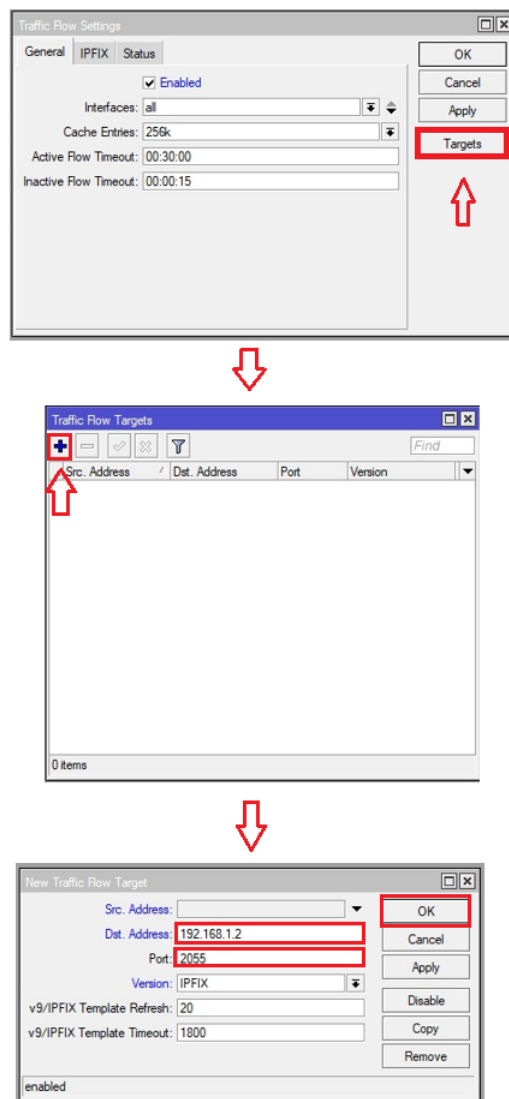 Traffic Flow Settings
General IPFIX Status
Enabled
Interfaces: all
Cache Entries: 256k
Active Flow Timeout: 00:30:00
Inactive Flow Timeout: 00:00:15
OK
Cancel
Apply
Targets
Traffic Flow Targets
Find
Src. Address Dst. Address Port Version
0 items
New Traffic Flow Target
Src. Address:
Dst. Address: 192.168.1.2
Port: 2055
Version: IPFIX
v9/IPFIX Template Refresh: 20
v9/IPFIX Template Timeout: 1800
OK
Cancel
Apply
Disable
Copy
Remove
enabled